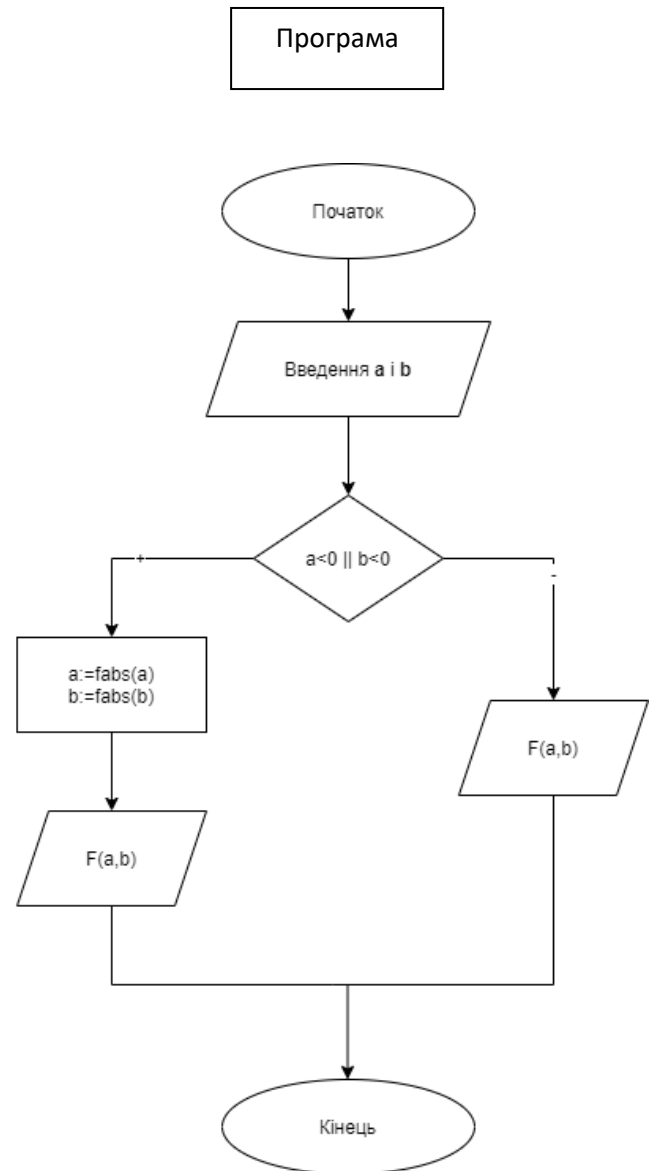 Програма
Початок
Введення a і b
a<0 || b<0
+
-
a:=fabs(a)
b:=fabs(b)
F(a,b)
F(a,b)
Кінець